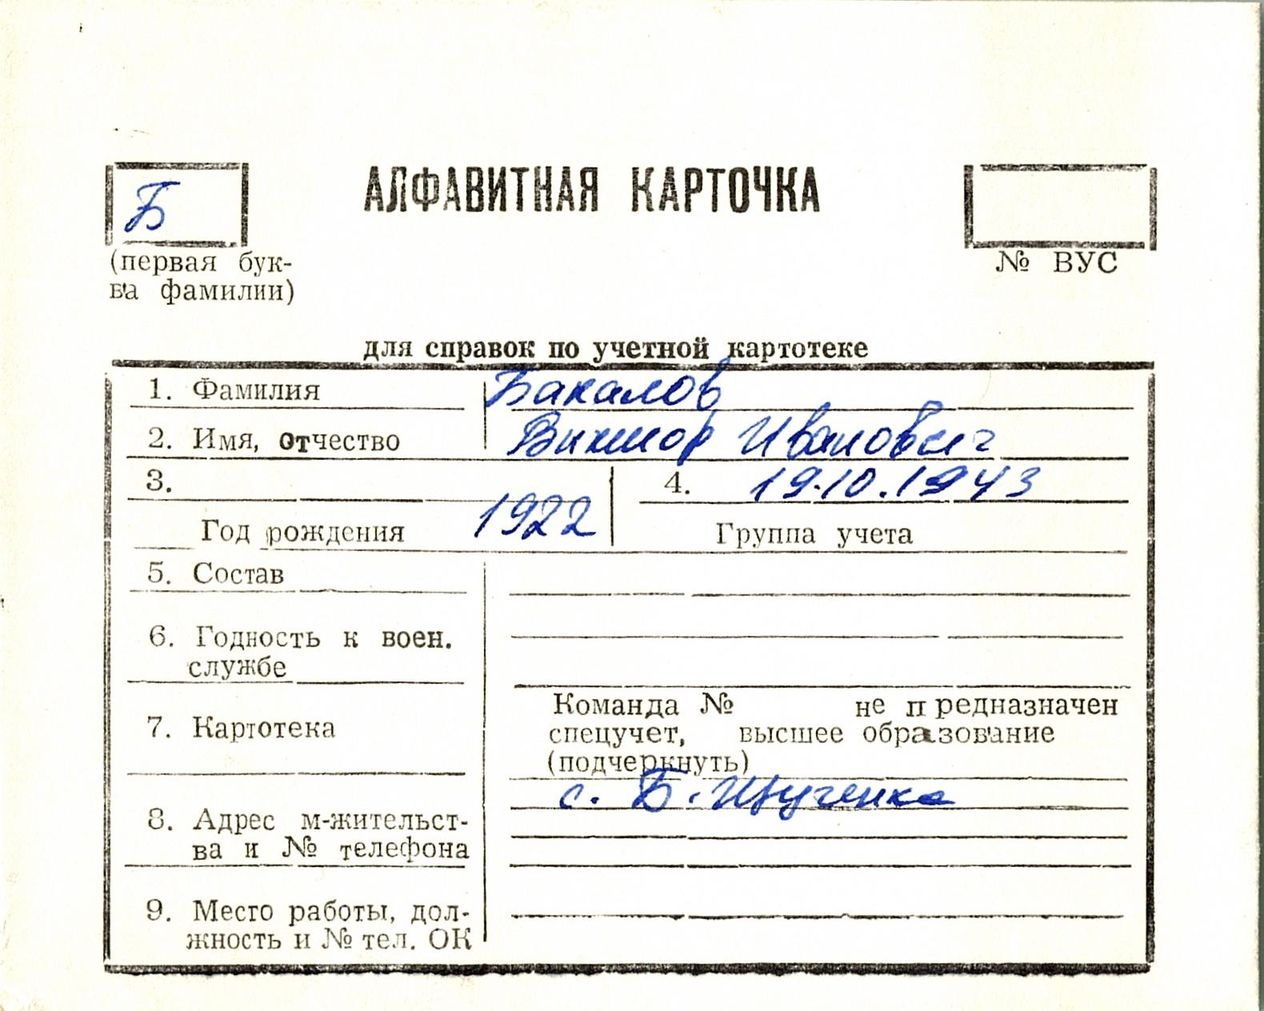 Б
АЛФАВИТНАЯ КАРТОЧКА
(первая бук-
ва фамилии)
№ ВУС
для справок по учетной картотеке
1. Фамилия Бакалов
2. Имя, отчество Виктор Иванович
3. 4. 19.10.1943
Год рождения 1922 Группа учета
5. Состав
6. Годность к воен.
службе
7. Картотека
Команда № не предназначен
спецучет, высшее образование
(подчеркнуть)
с. Б. Щученка
8. Адрес м-жительст-
ва и № телефона
9. Место работы, дол-
жность и № тел. ОК